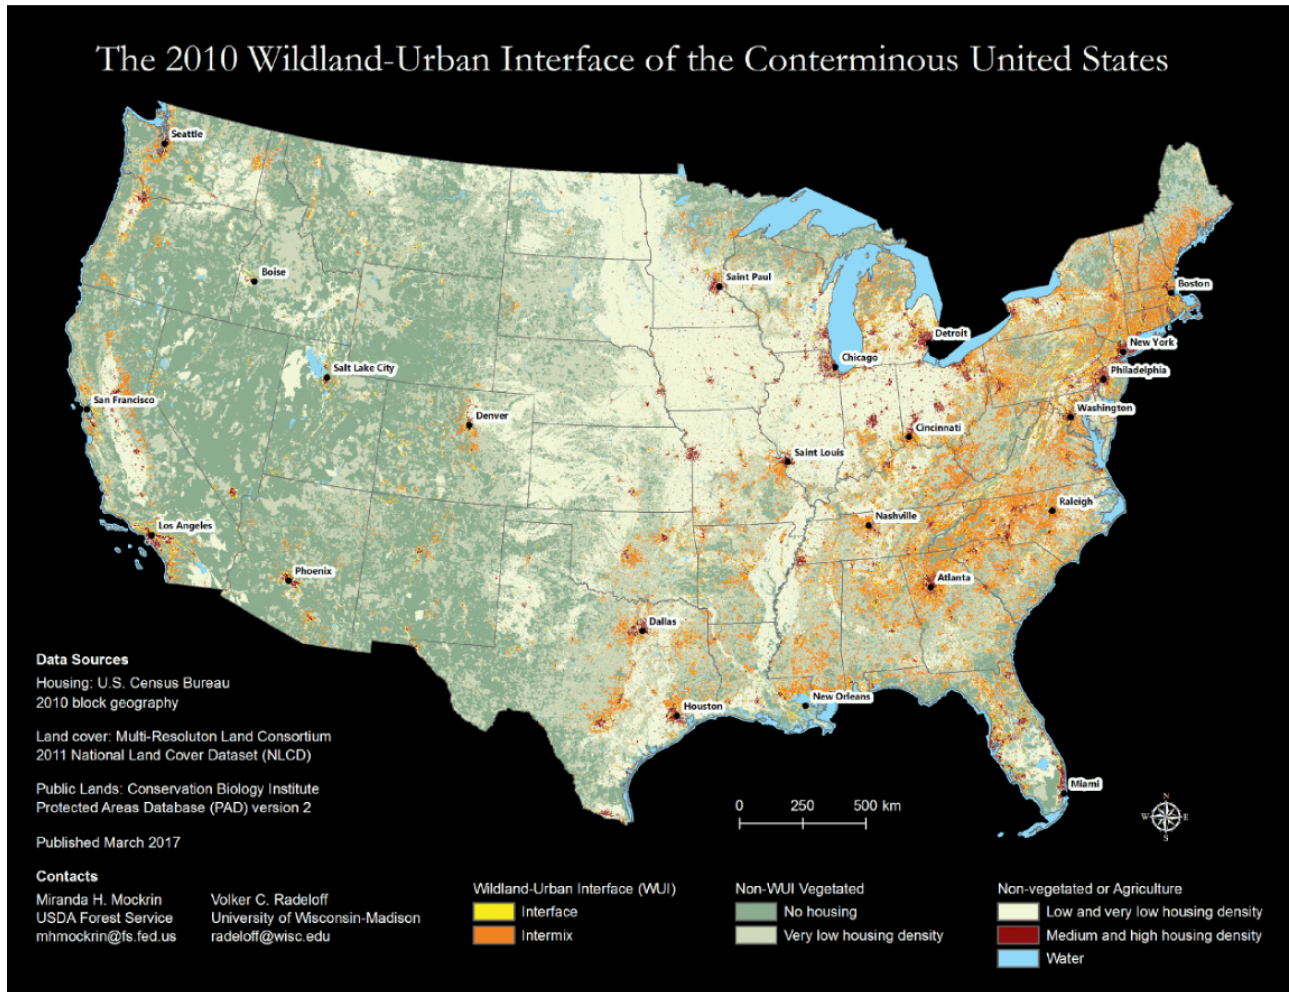 The 2010 Wildland-Urban Interface of the Conterminous United States
Seattle
Boise
Saint Paul
Boston
Detroit
New York
Chicago
Salt Lake City
Philadelphia
San Francisco
Washington
Denver
Cincinnati
Saint Louis
Raleigh
Nashville
Los Angeles
Phoenix
Atlanta
Dallas
New Orleans
Houston
Miami
Data Sources
Housing: U.S. Census Bureau
2010 block geography
Land cover: Multi-Resoluton Land Consortium
2011 National Land Cover Dataset (NLCD)
Public Lands: Conservation Biology Institute
Protected Areas Database (PAD) version 2
Published March 2017
Contacts
Miranda H. Mockrin
USDA Forest Service
mhmockrin@fs.fed.us
Volker C. Radeloff
University of Wisconsin-Madison
radeloff@wisc.edu
0 250 500 km
N
W E
S
Wildland-Urban Interface (WUI)
Interface
Intermix
Non-WUI Vegetated
No housing
Very low housing density
Non-vegetated or Agriculture
Low and very low housing density
Medium and high housing density
Water